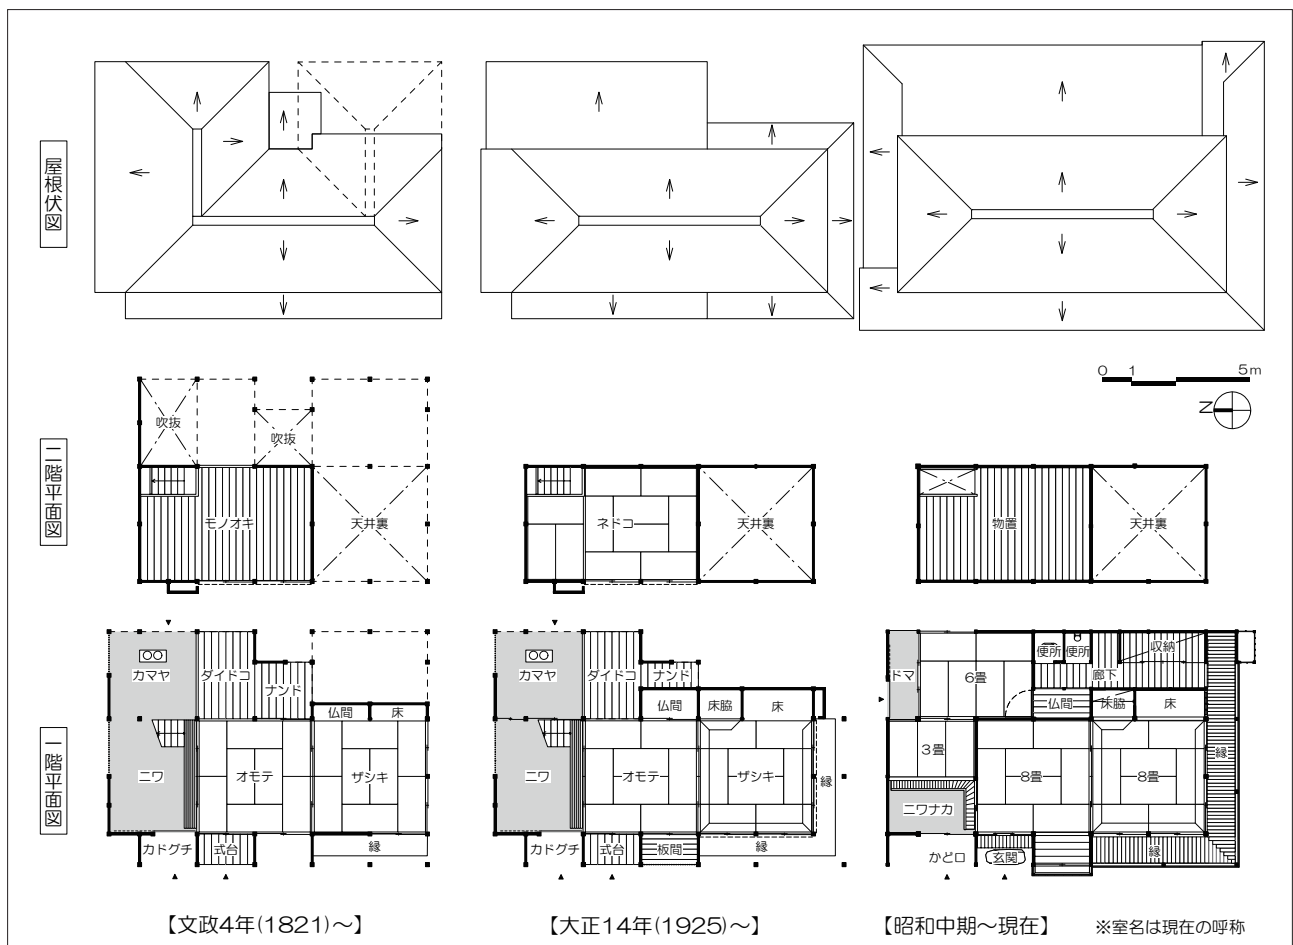 屋根伏図
0 1 5m
N
二階平面図
吹抜
吹抜
モノオキ
天井裏
ネドコ
天井裏
物置
天井裏
一階平面図
カマヤ
ダイドコ
ナンド
仏間
床
ニワ
オモテ
ザシキ
カドグチ
式台
縁
カマヤ
ダイドコ
ナンド
仏間
床脇
床
ニワ
オモテ
ザシキ
縁
カドグチ
式台
板間
縁
ドマ
6畳
便所
便所
収納
廊下
仏間
床脇
床
3畳
8畳
8畳
縁
ニワナカ
かど口
玄関
縁
【文政4年(1821)～】
【大正14年(1925)～】
【昭和中期～現在】
※室名は現在の呼称